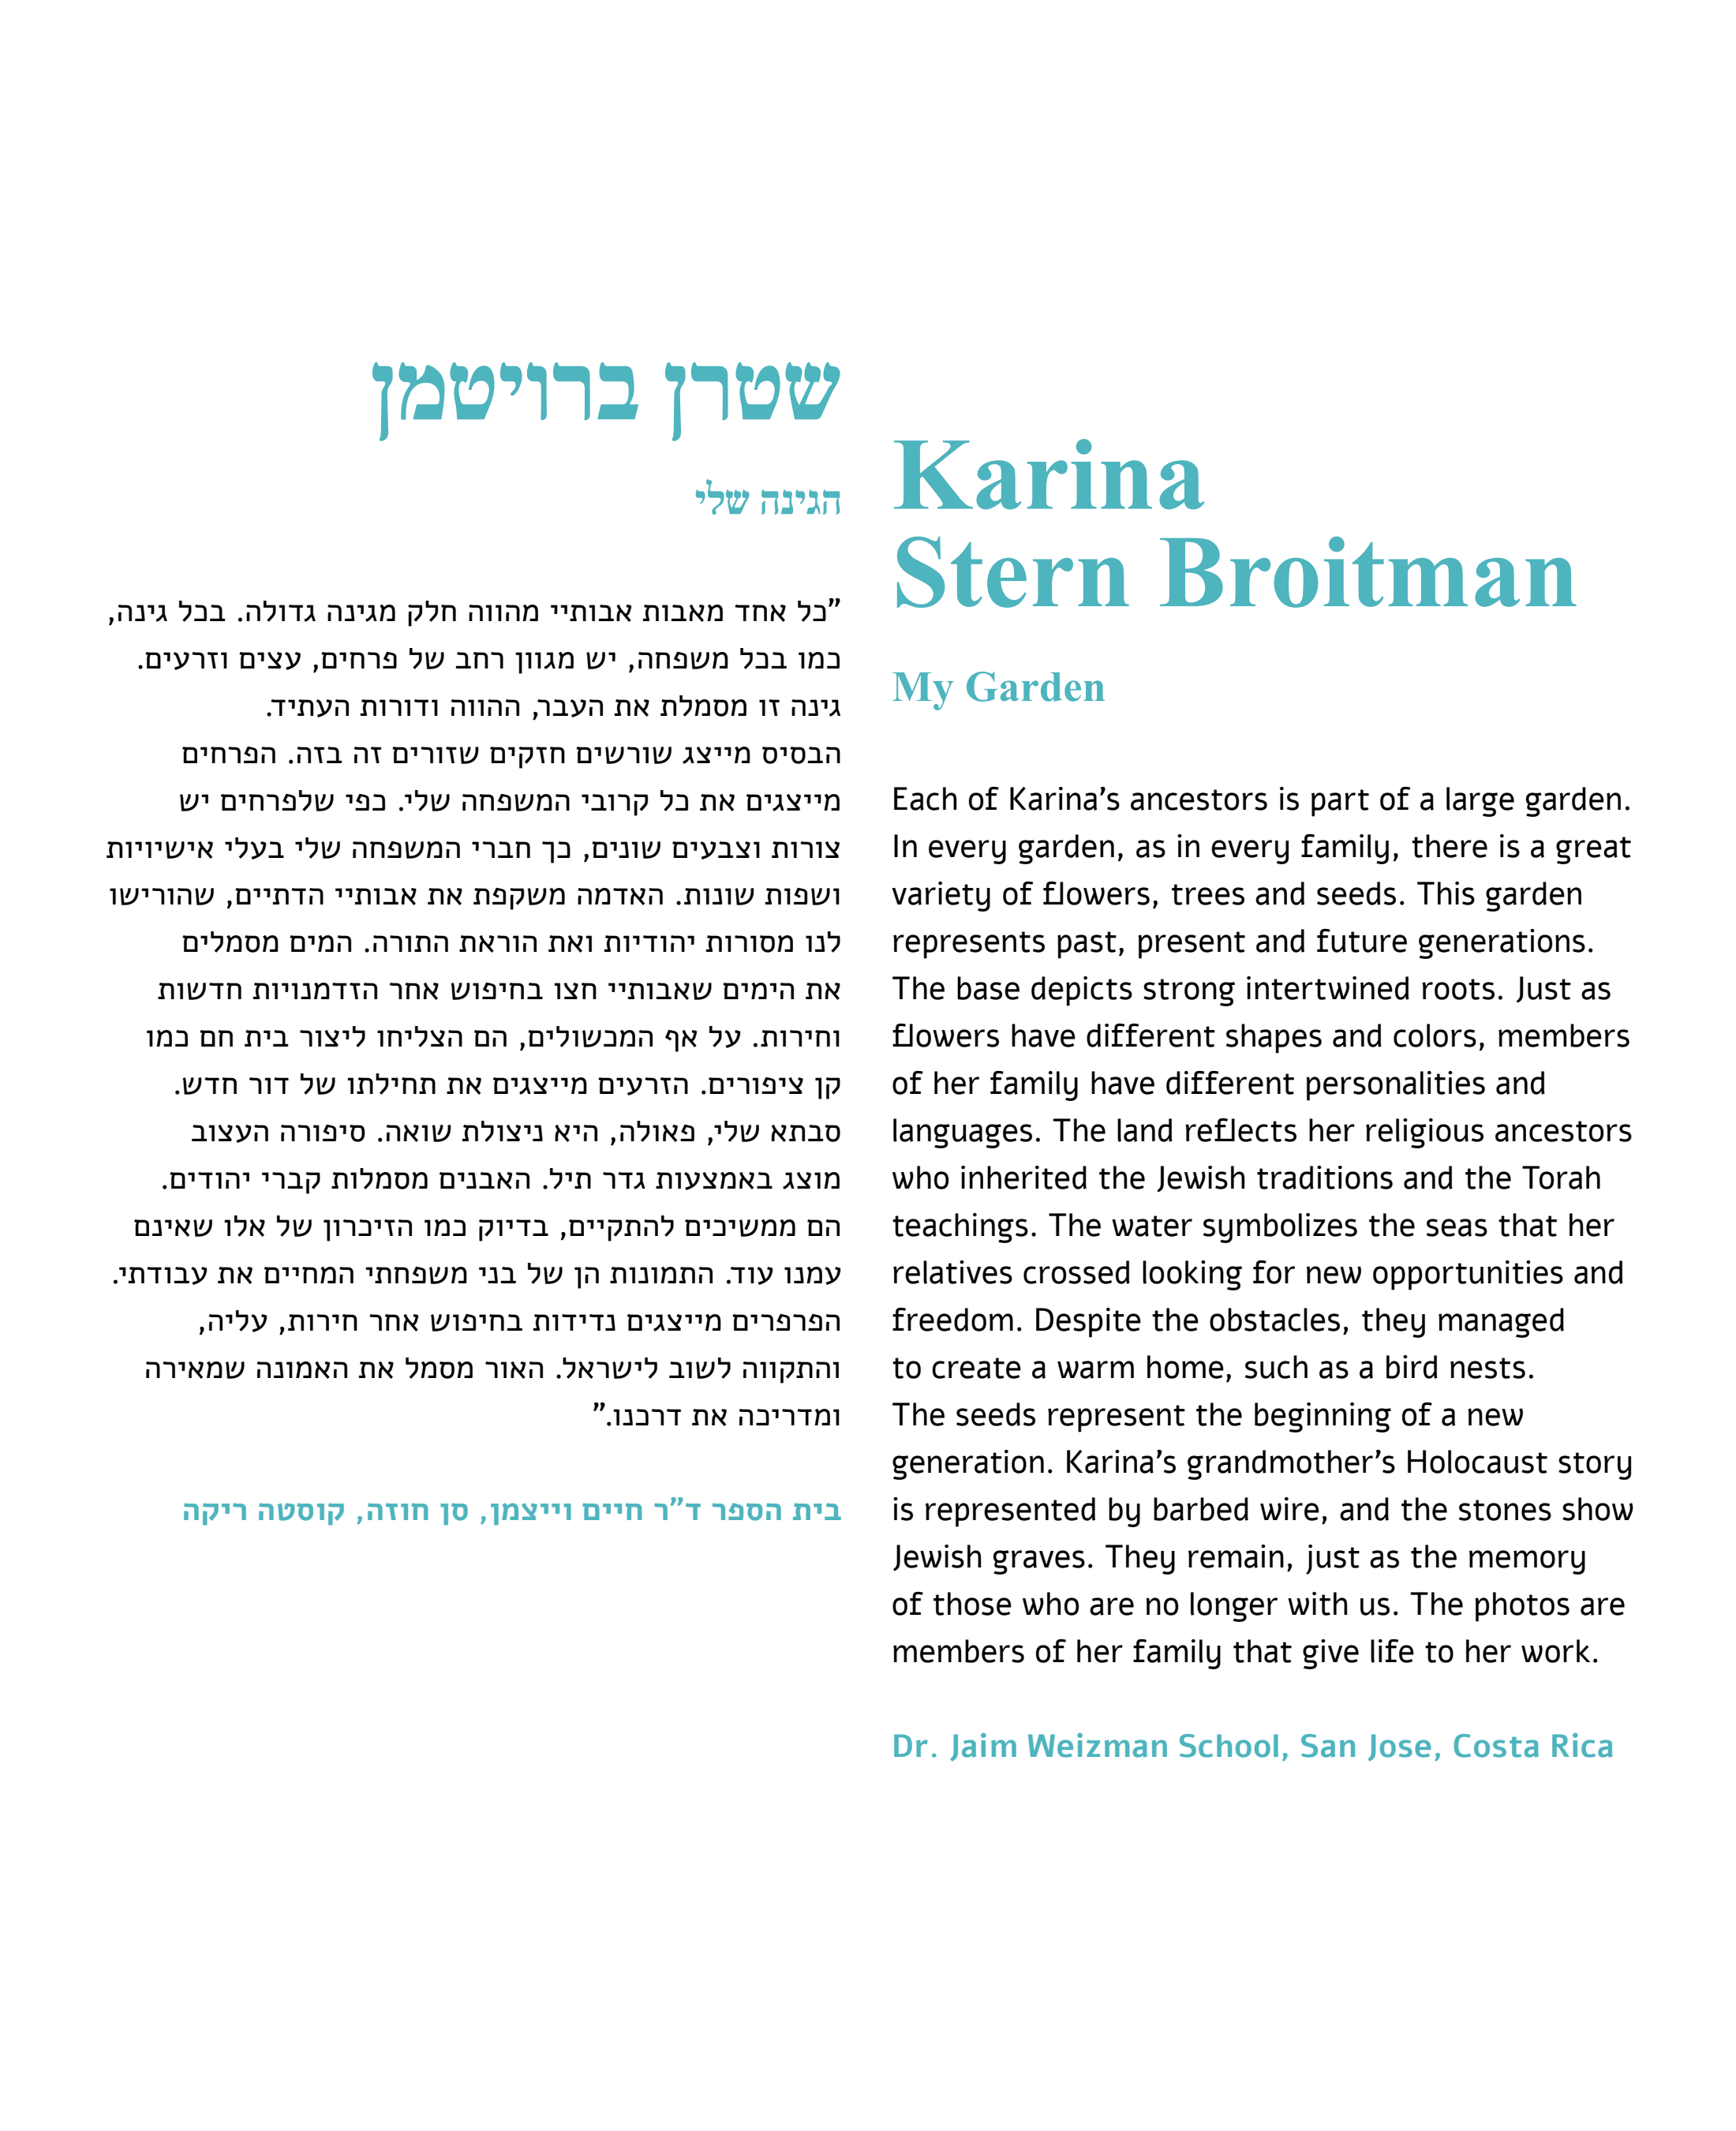 שטרן ברויטמן
הגינה שלי
"כל אחד מאבות אבותיי מהווה חלק מגינה גדולה. בכל גינה,
כמו בכל משפחה, יש מגוון רחב של פרחים, עצים וזרעים.
גינה זו מסמלת את העבר, ההווה ודורות העתיד.
הבסיס מייצג שורשים חזקים שזורים זה בזה. הפרחים
מייצגים את כל קרובי המשפחה שלי. כפי שלפרחים יש
צורות וצבעים שונים, כך חברי המשפחה שלי בעלי אישיויות
ושפות שונות. האדמה משקפת את אבותיי הדתיים, שהורישו
לנו מסורות יהודיות ואת הוראת התורה. המים מסמלים
את הימים שאבותיי חצו בחיפוש אחר הזדמנויות חדשות
וחירות. על אף המכשולים, הם הצליחו ליצור בית חם כמו
קן ציפורים. הזרעים מייצגים את תחילתו של דור חדש.
סבתא שלי, פאולה, היא ניצולת שואה. סיפורה העצוב
מוצג באמצעות גדר תיל. האבנים מסמלות קברי יהודים.
הם ממשיכים להתקיים, בדיוק כמו הזיכרון של אלו שאינם
עמנו עוד. התמונות הן של בני משפחתי המחיים את עבודתי.
הפרפרים מייצגים נדידות בחיפוש אחר חירות, עליה,
והתקווה לשוב לישראל. האור מסמל את האמונה שמאירה
ומדריכה את דרכנו."
בית הספר ד"ר חיים וייצמן, סן חוזה, קוסטה ריקה
Karina
Stern Broitman
My Garden
Each of Karina's ancestors is part of a large garden.
In every garden, as in every family, there is a great
variety of flowers, trees and seeds. This garden
represents past, present and future generations.
The base depicts strong intertwined roots. Just as
flowers have different shapes and colors, members
of her family have different personalities and
languages. The land reflects her religious ancestors
who inherited the Jewish traditions and the Torah
teachings. The water symbolizes the seas that her
relatives crossed looking for new opportunities and
freedom. Despite the obstacles, they managed
to create a warm home, such as a bird nests.
The seeds represent the beginning of a new
generation. Karina's grandmother's Holocaust story
is represented by barbed wire, and the stones show
Jewish graves. They remain, just as the memory
of those who are no longer with us. The photos are
members of her family that give life to her work.
Dr. Jaim Weizman School, San Jose, Costa Rica